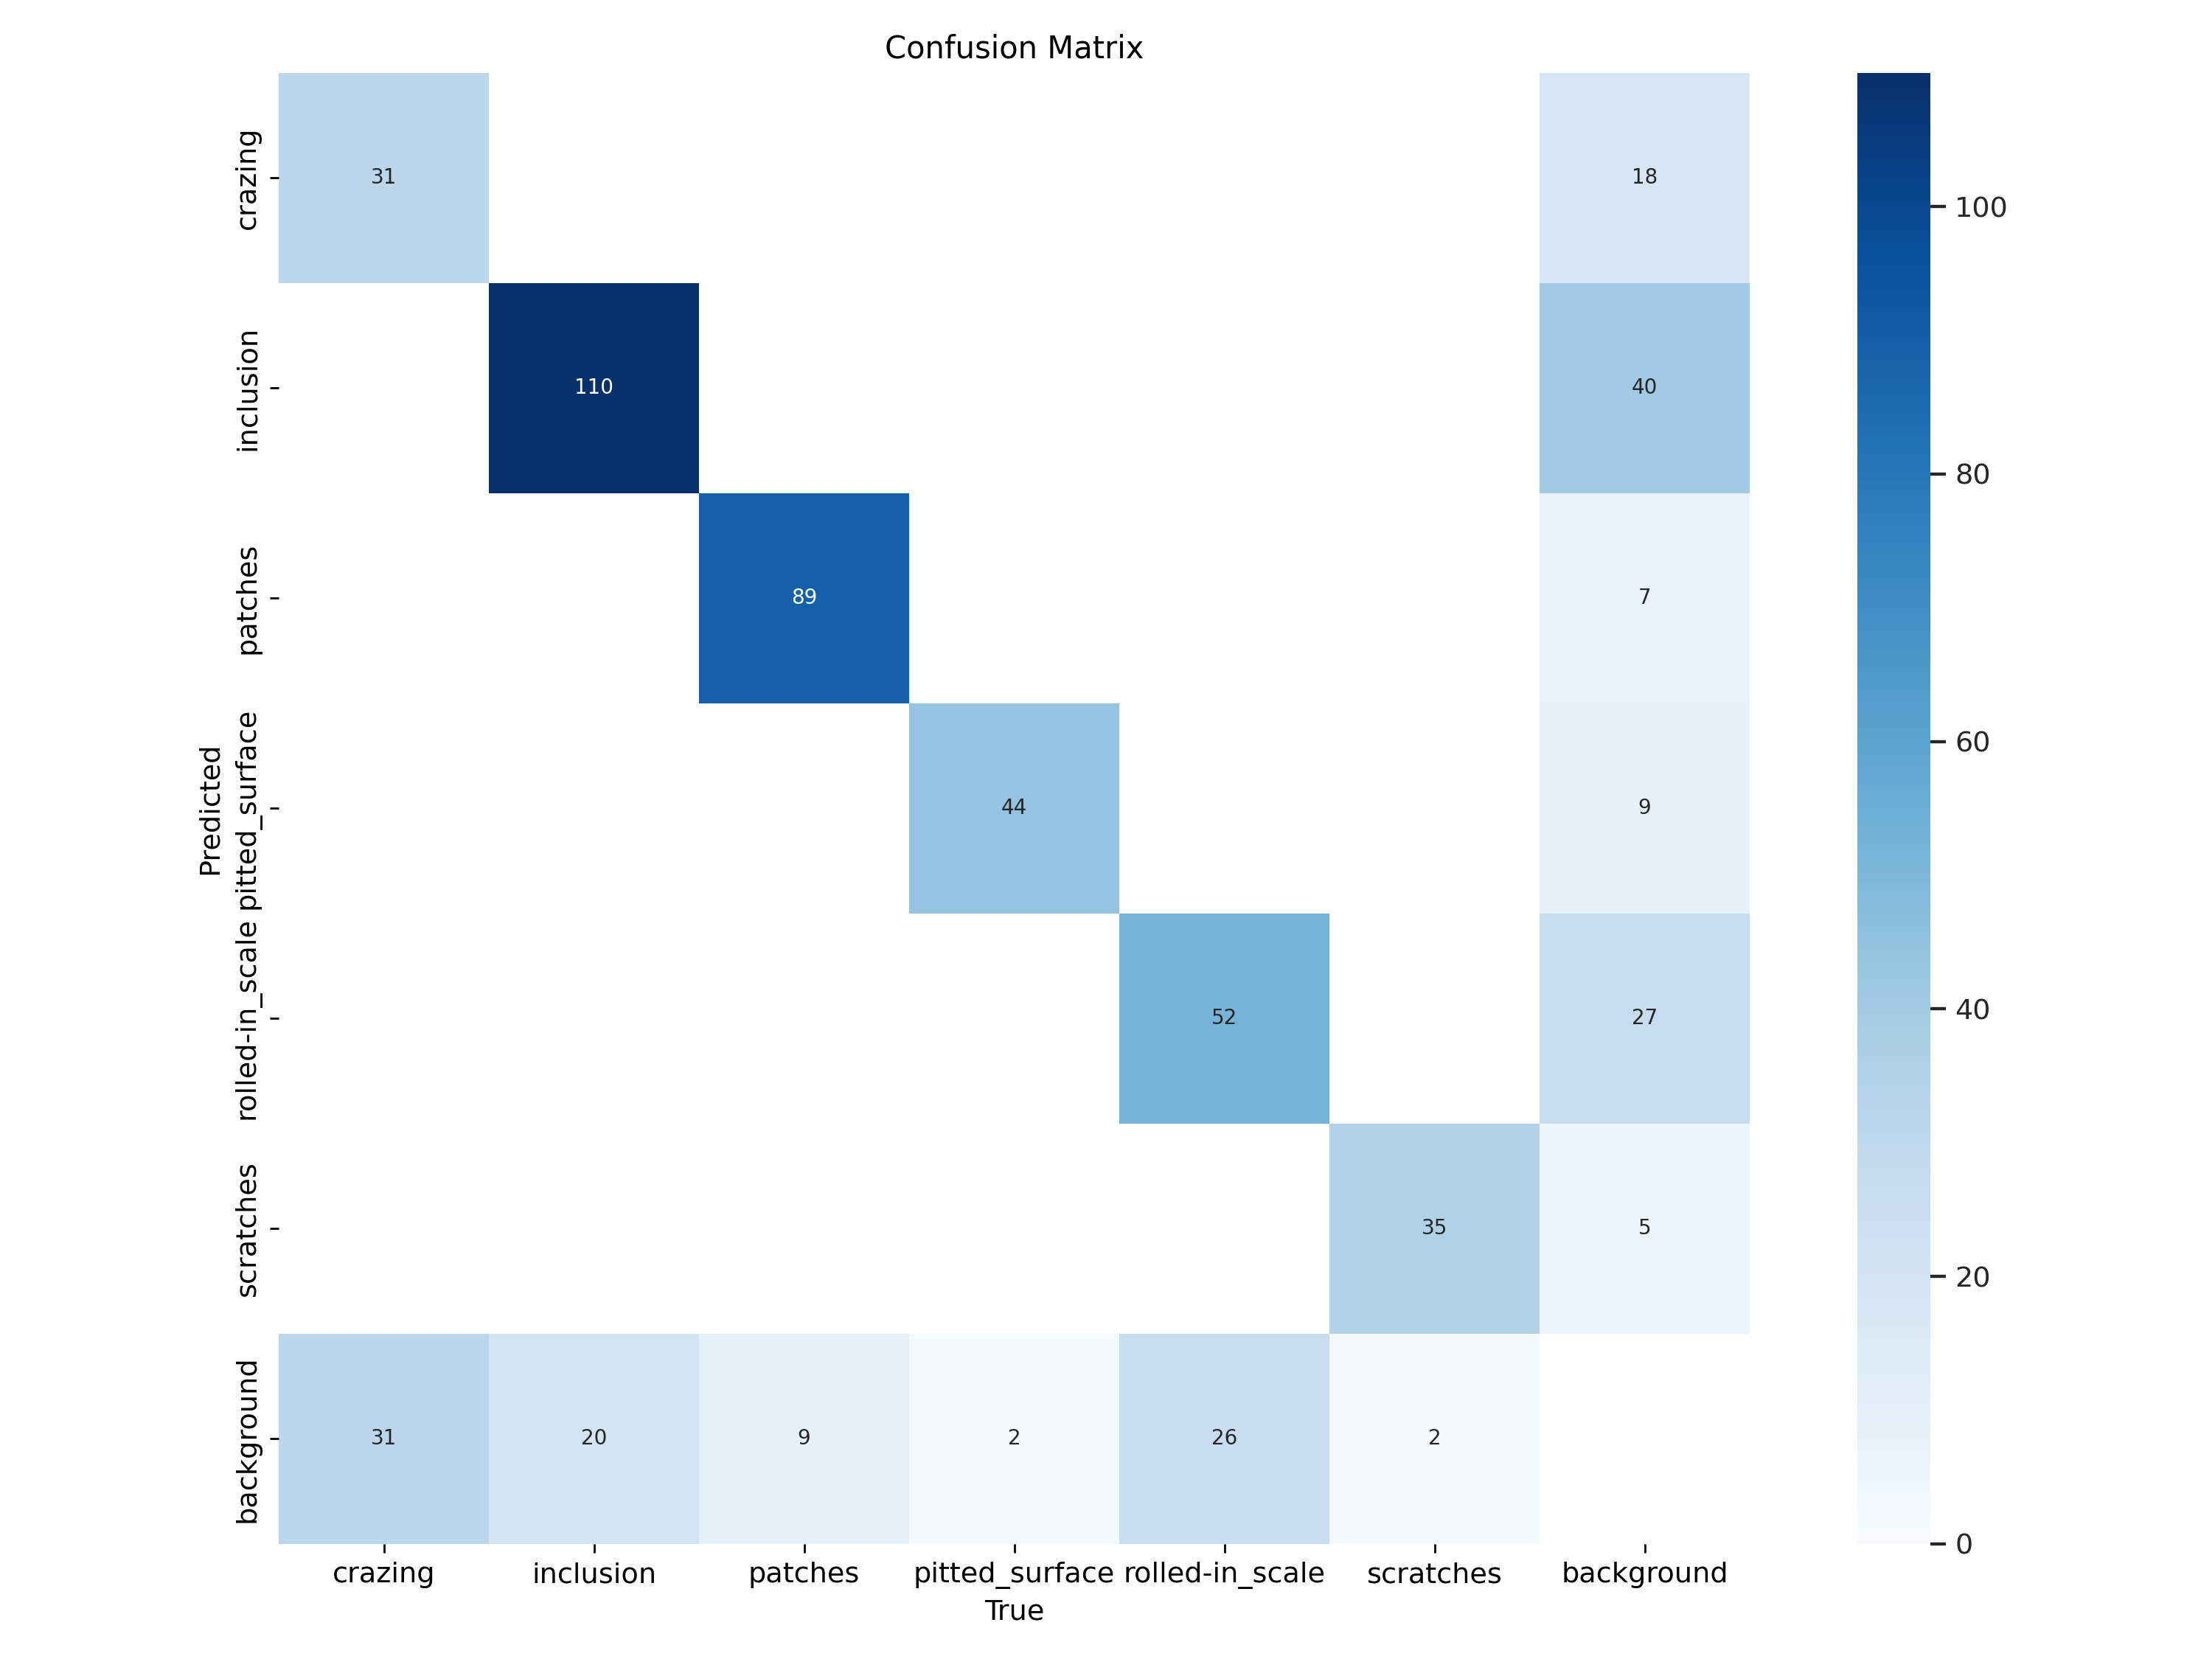 Confusion Matrix
crazing
31
18
100
inclusion
110
40
80
patches
89
7
60
Predicted
pitted_surface
44
9
40
rolled-in_scale
52
27
20
scratches
35
5
background
31
20
9
2
26
2
0
crazing inclusion patches pitted_surface rolled-in_scale scratches background
True